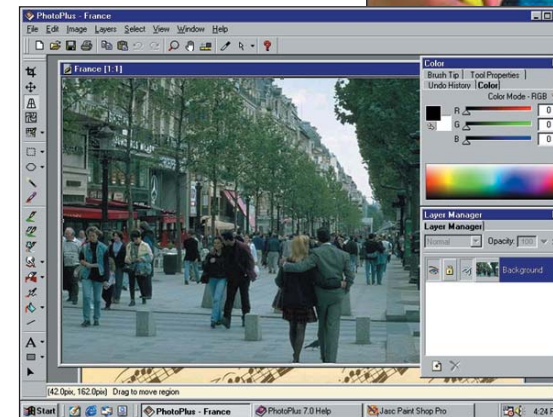 PhotoPlus - France
File Edit Image Layers Select View Window Help
France [1:1]
Color
Brush Tip Tool Properties
Undo History Color
Color Mode - RGB
R 0
G 0
B 0
Layer Manager
Layer Manager
Normal Opacity: 100
Background
A
(42.0pix, 162.0pix) Drag to move region
Start PhotoPlus - France PhotoPlus 7.0 Help Jasc Paint Shop Pro 4:24 P